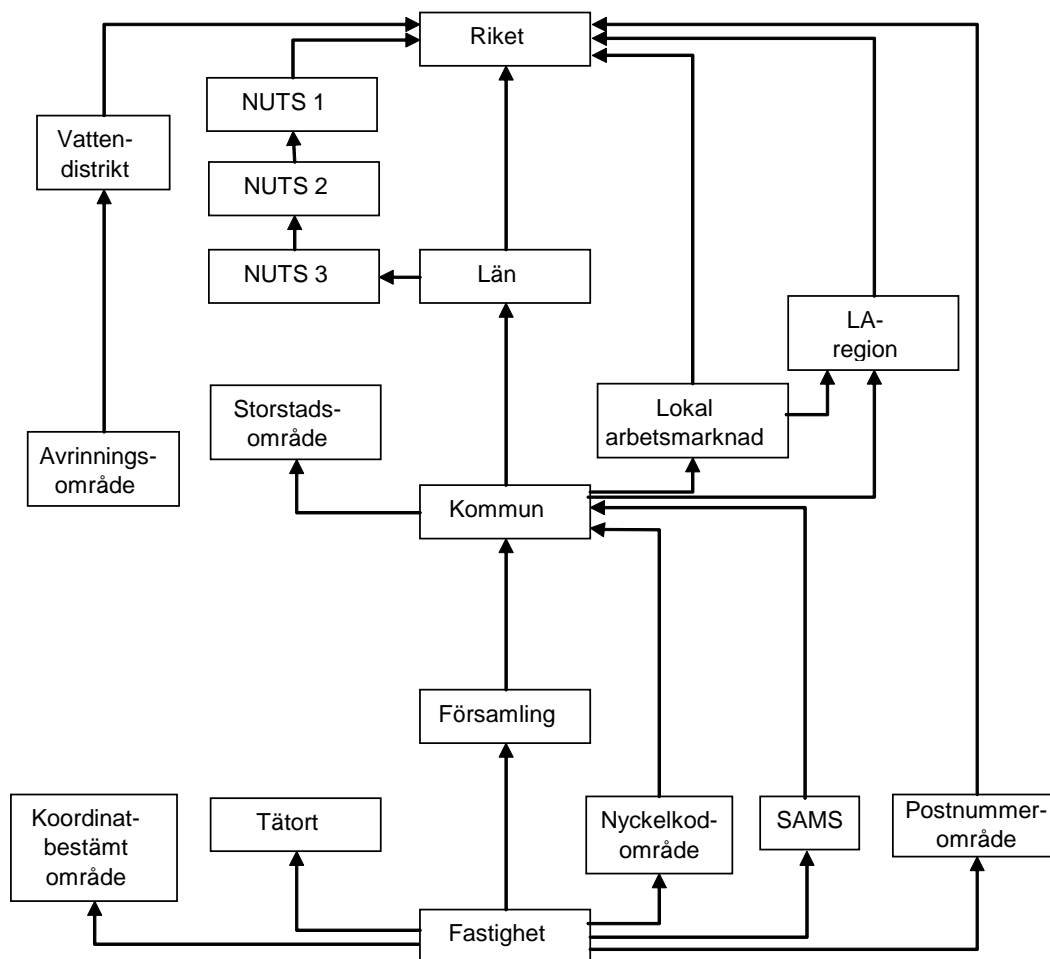 Riket
NUTS 1
Vatten-
distrikt
NUTS 2
NUTS 3
Län
LA-
region
Storstads-
område
Lokal
arbetsmarknad
Avrinnings-
område
Kommun
Församling
Koordinat-
bestämt
område
Tätort
Nyckelkod-
område
SAMS
Postnummer-
område
Fastighet